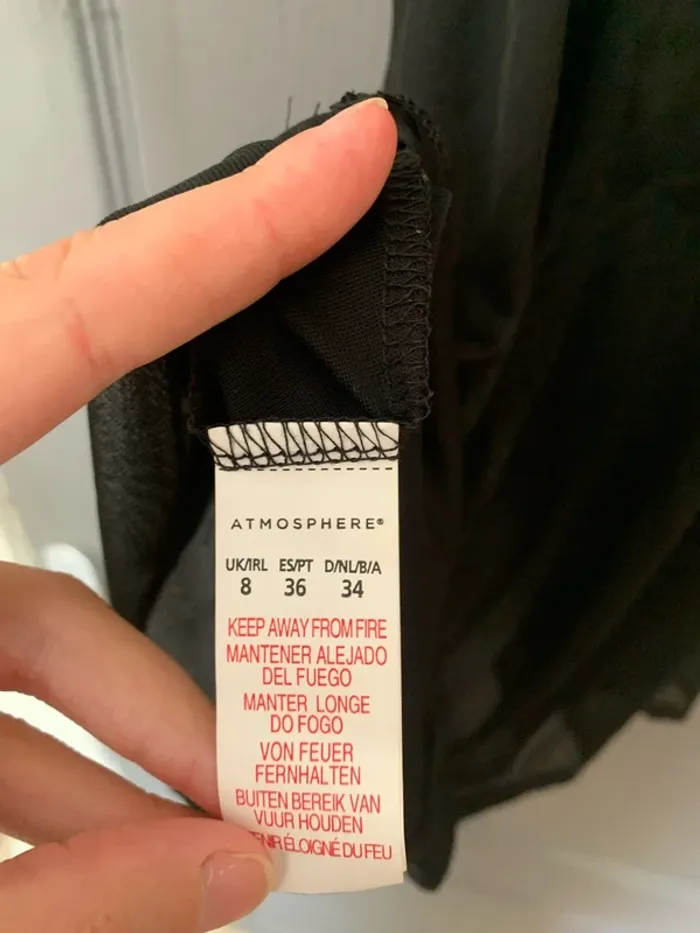 ATMOSPHERE®
UK/IRL ES/PT D/NL/B/A
8 36 34
KEEP AWAY FROM FIRE
MANTENER ALEJADO
DEL FUEGO
MANTER LONGE
DO FOGO
VON FEUER
FERNHALTEN
BUITEN BEREIK VAN
VUUR HOUDEN
ÉLOIGNÉ DU FEU